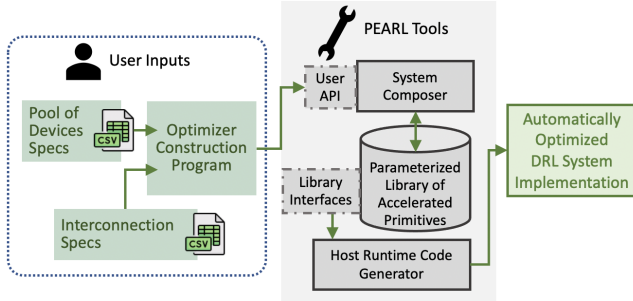 User Inputs
Pool of
Devices
Specs
CSV
Optimizer
Construction
Program
Interconnection
Specs
CSV
PEARL Tools
User
API
System
Composer
Parameterized
Library of
Accelerated
Primitives
Library
Interfaces
Host Runtime Code
Generator
Automatically
Optimized
DRL System
Implementation